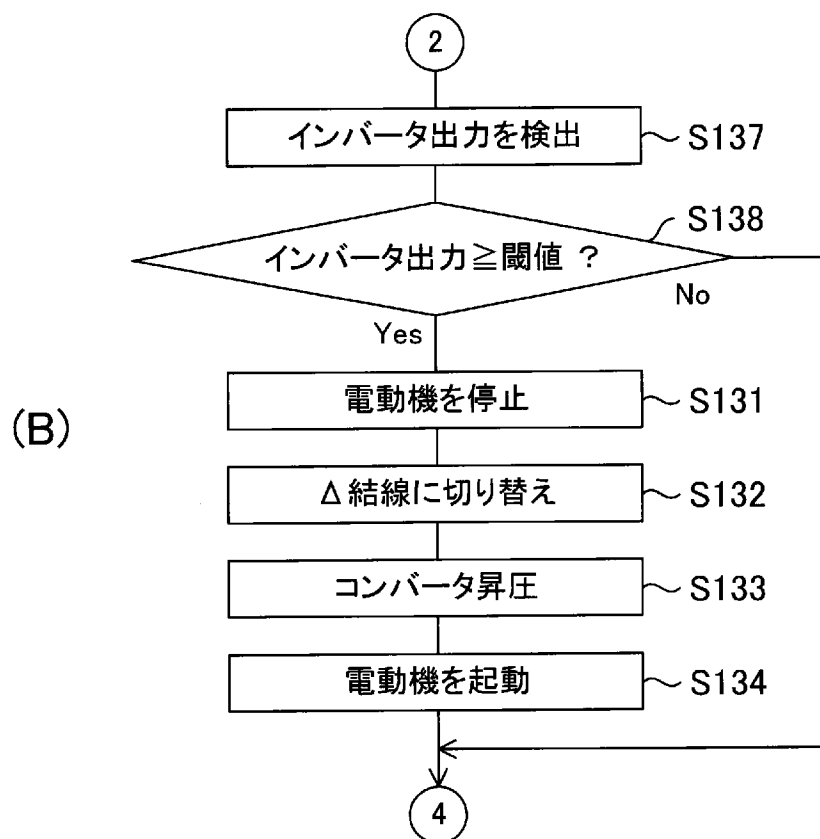 2
インバータ出力を検出 S137
S138
インバータ出力≧閾値 ?
No
Yes
電動機を停止 S131
(B)
Δ結線に切り替え S132
コンバータ昇圧 S133
電動機を起動 S134
4